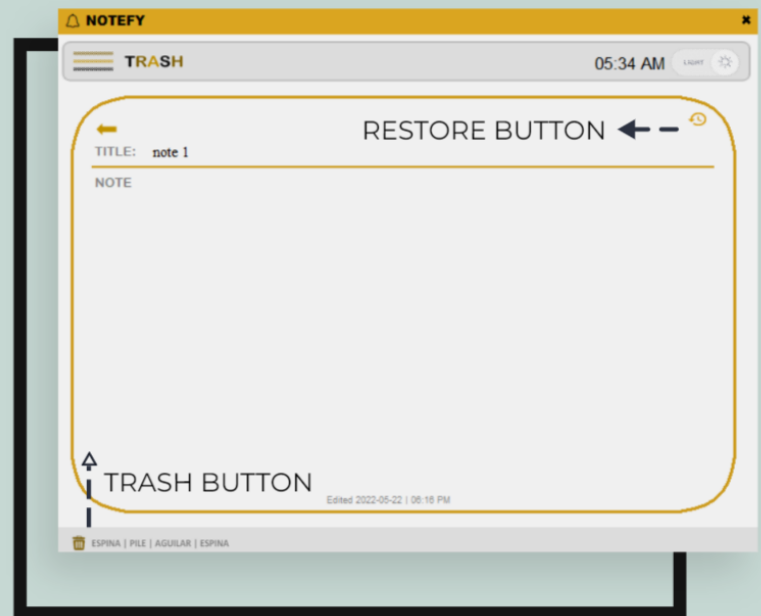 NOTEFY
TRASH
05:34 AM
LIGHT
RESTORE BUTTON
TITLE: note 1
NOTE
TRASH BUTTON
Edited 2022-05-22 | 06:16 PM
ESPINA | PILE | AGUILAR | ESPINA